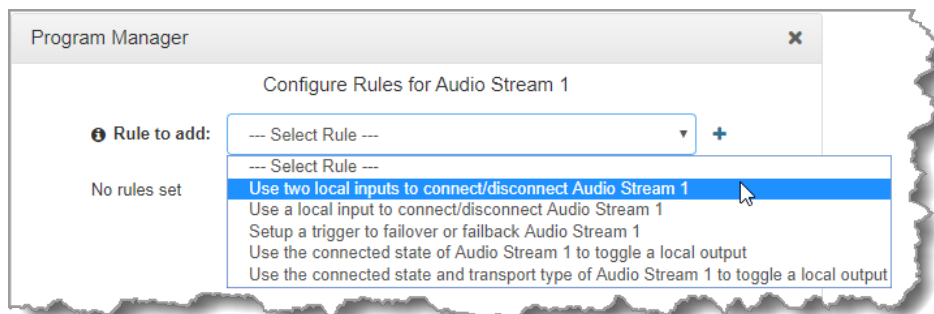 Program Manager
Configure Rules for Audio Stream 1
Rule to add:
--- Select Rule ---
--- Select Rule ---
No rules set
Use two local inputs to connect/disconnect Audio Stream 1
Use a local input to connect/disconnect Audio Stream 1
Setup a trigger to failover or failback Audio Stream 1
Use the connected state of Audio Stream 1 to toggle a local output
Use the connected state and transport type of Audio Stream 1 to toggle a local output